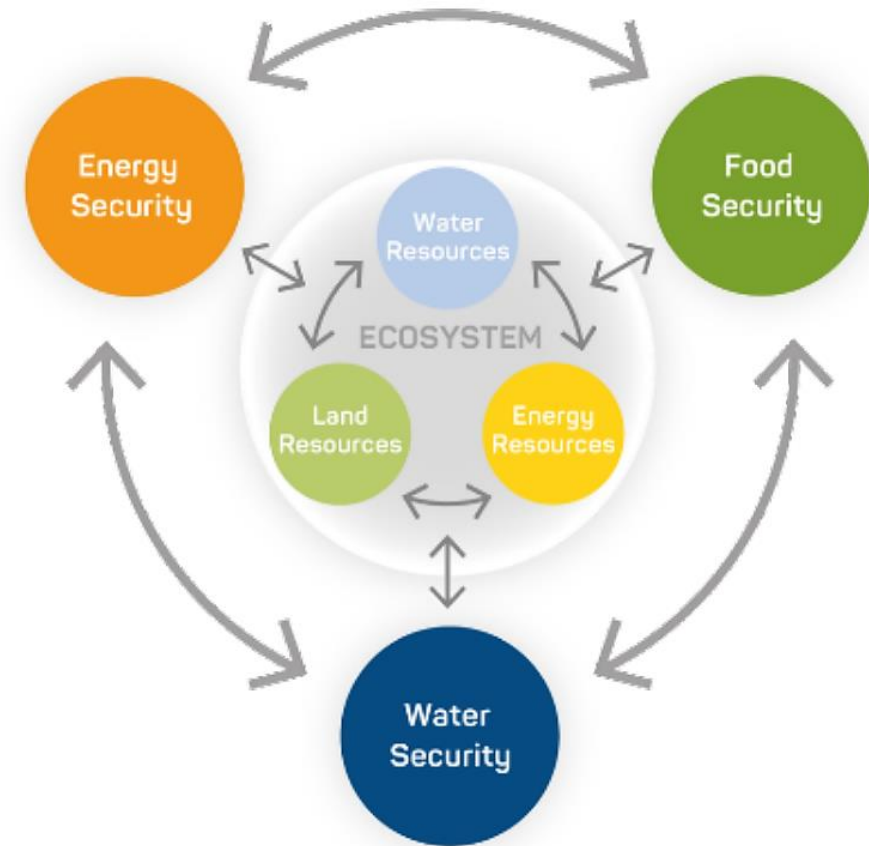 Energy
Security
Food
Security
Water
Resources
ECOSYSTEM
Land
Resources
Energy
Resources
Water
Security